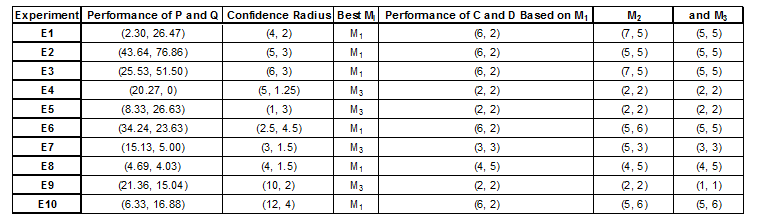 Experiment Performance of P and Q Confidence Radius Best Mi Performance of C and D Based on M1 M2 and M3
E1 (2.30, 26.47) (4, 2) M1 (6, 2) (7, 5) (5, 5)
E2 (43.64, 76.86) (5, 3) M1 (6, 2) (5, 5) (5, 5)
E3 (25.53, 51.50) (6, 3) M1 (6, 2) (7, 5) (5, 5)
E4 (20.27, 0) (5, 1.25) M3 (2, 2) (2, 2) (2, 2)
E5 (8.33, 26.63) (1, 3) M3 (2, 2) (2, 2) (2, 2)
E6 (34.24, 23.63) (2.5, 4.5) M1 (6, 2) (5, 6) (5, 5)
E7 (15.13, 5.00) (3, 1.5) M3 (3, 3) (5, 3) (3, 3)
E8 (4.69, 4.03) (4, 1.5) M1 (4, 5) (4, 5) (4, 5)
E9 (21.36, 15.04) (10, 2) M3 (2, 2) (2, 2) (1, 1)
E10 (6.33, 16.88) (12, 4) M1 (6, 2) (5, 6) (5, 6)